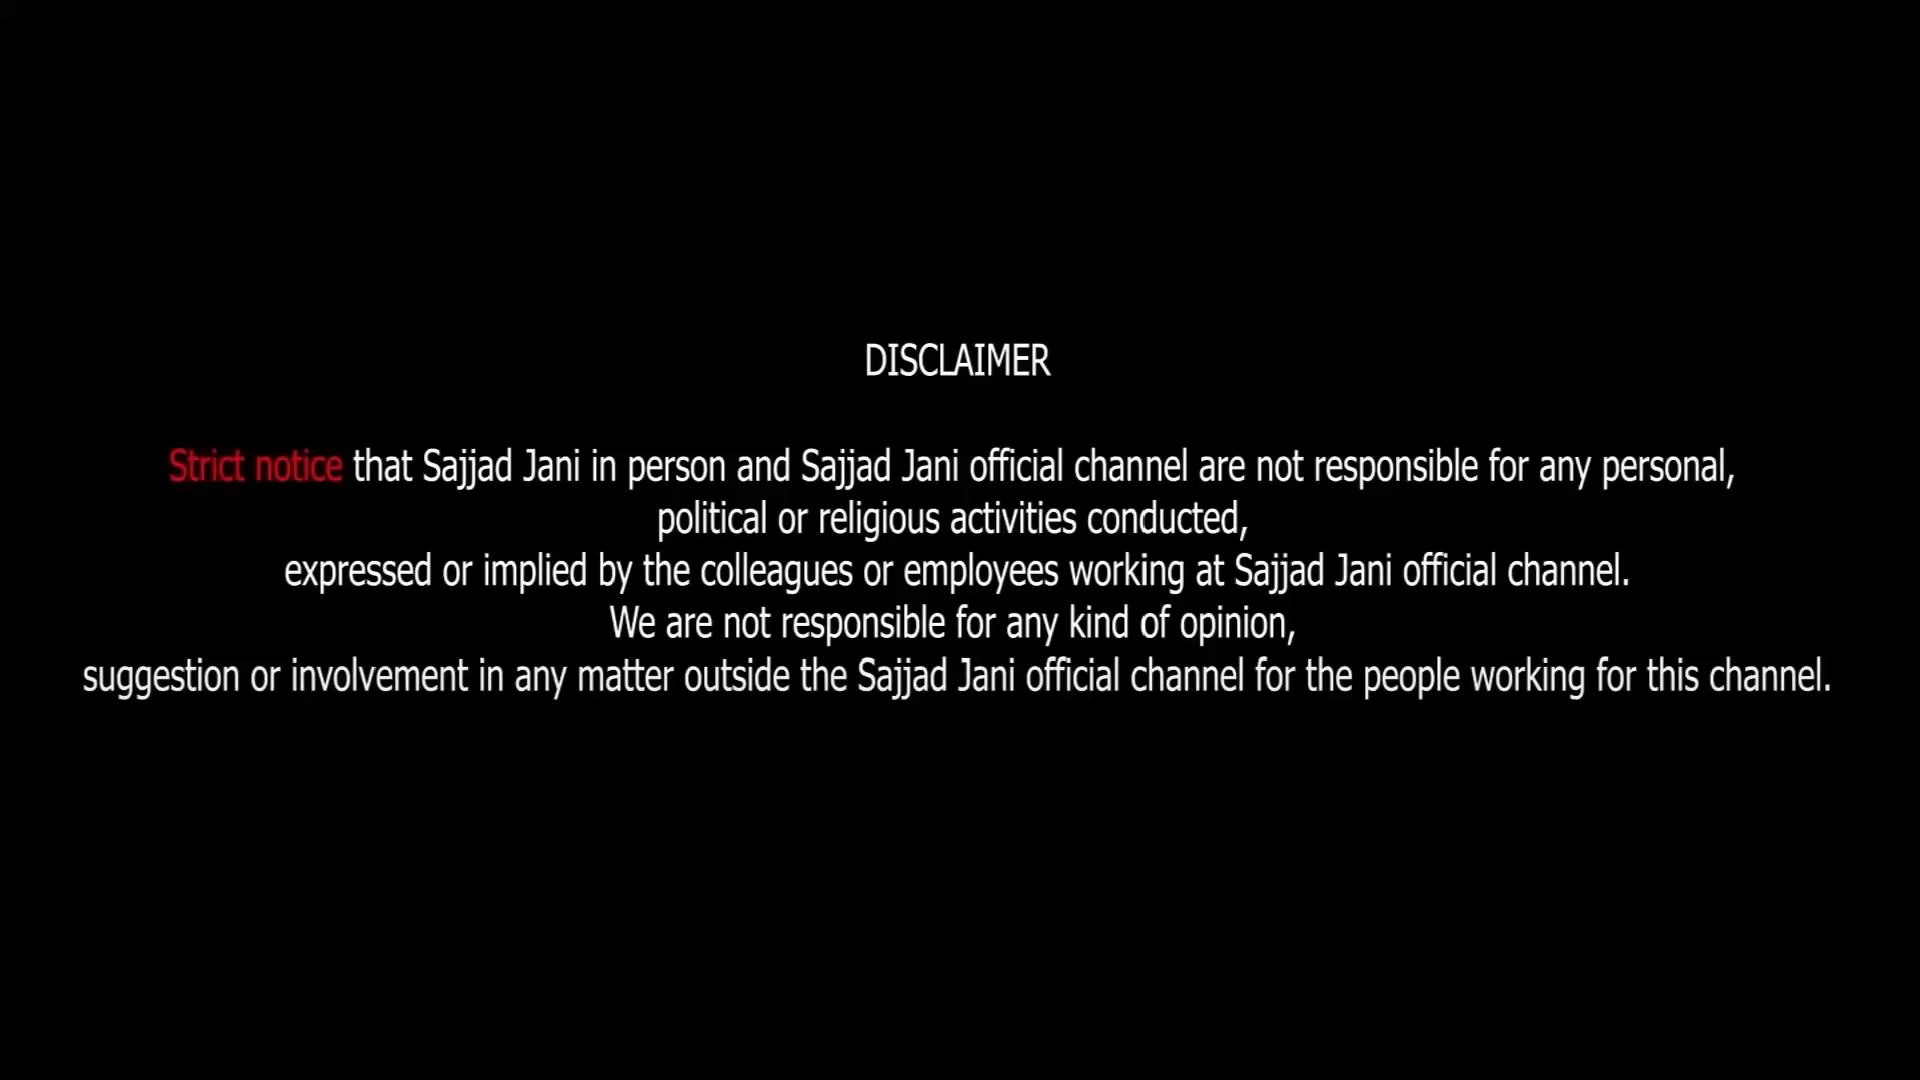 DISCLAIMER
Strict notice that Sajjad Jani in person and Sajjad Jani official channel are not responsible for any personal,
political or religious activities conducted,
expressed or implied by the colleagues or employees working at Sajjad Jani official channel.
We are not responsible for any kind of opinion,
suggestion or involvement in any matter outside the Sajjad Jani official channel for the people working for this channel.